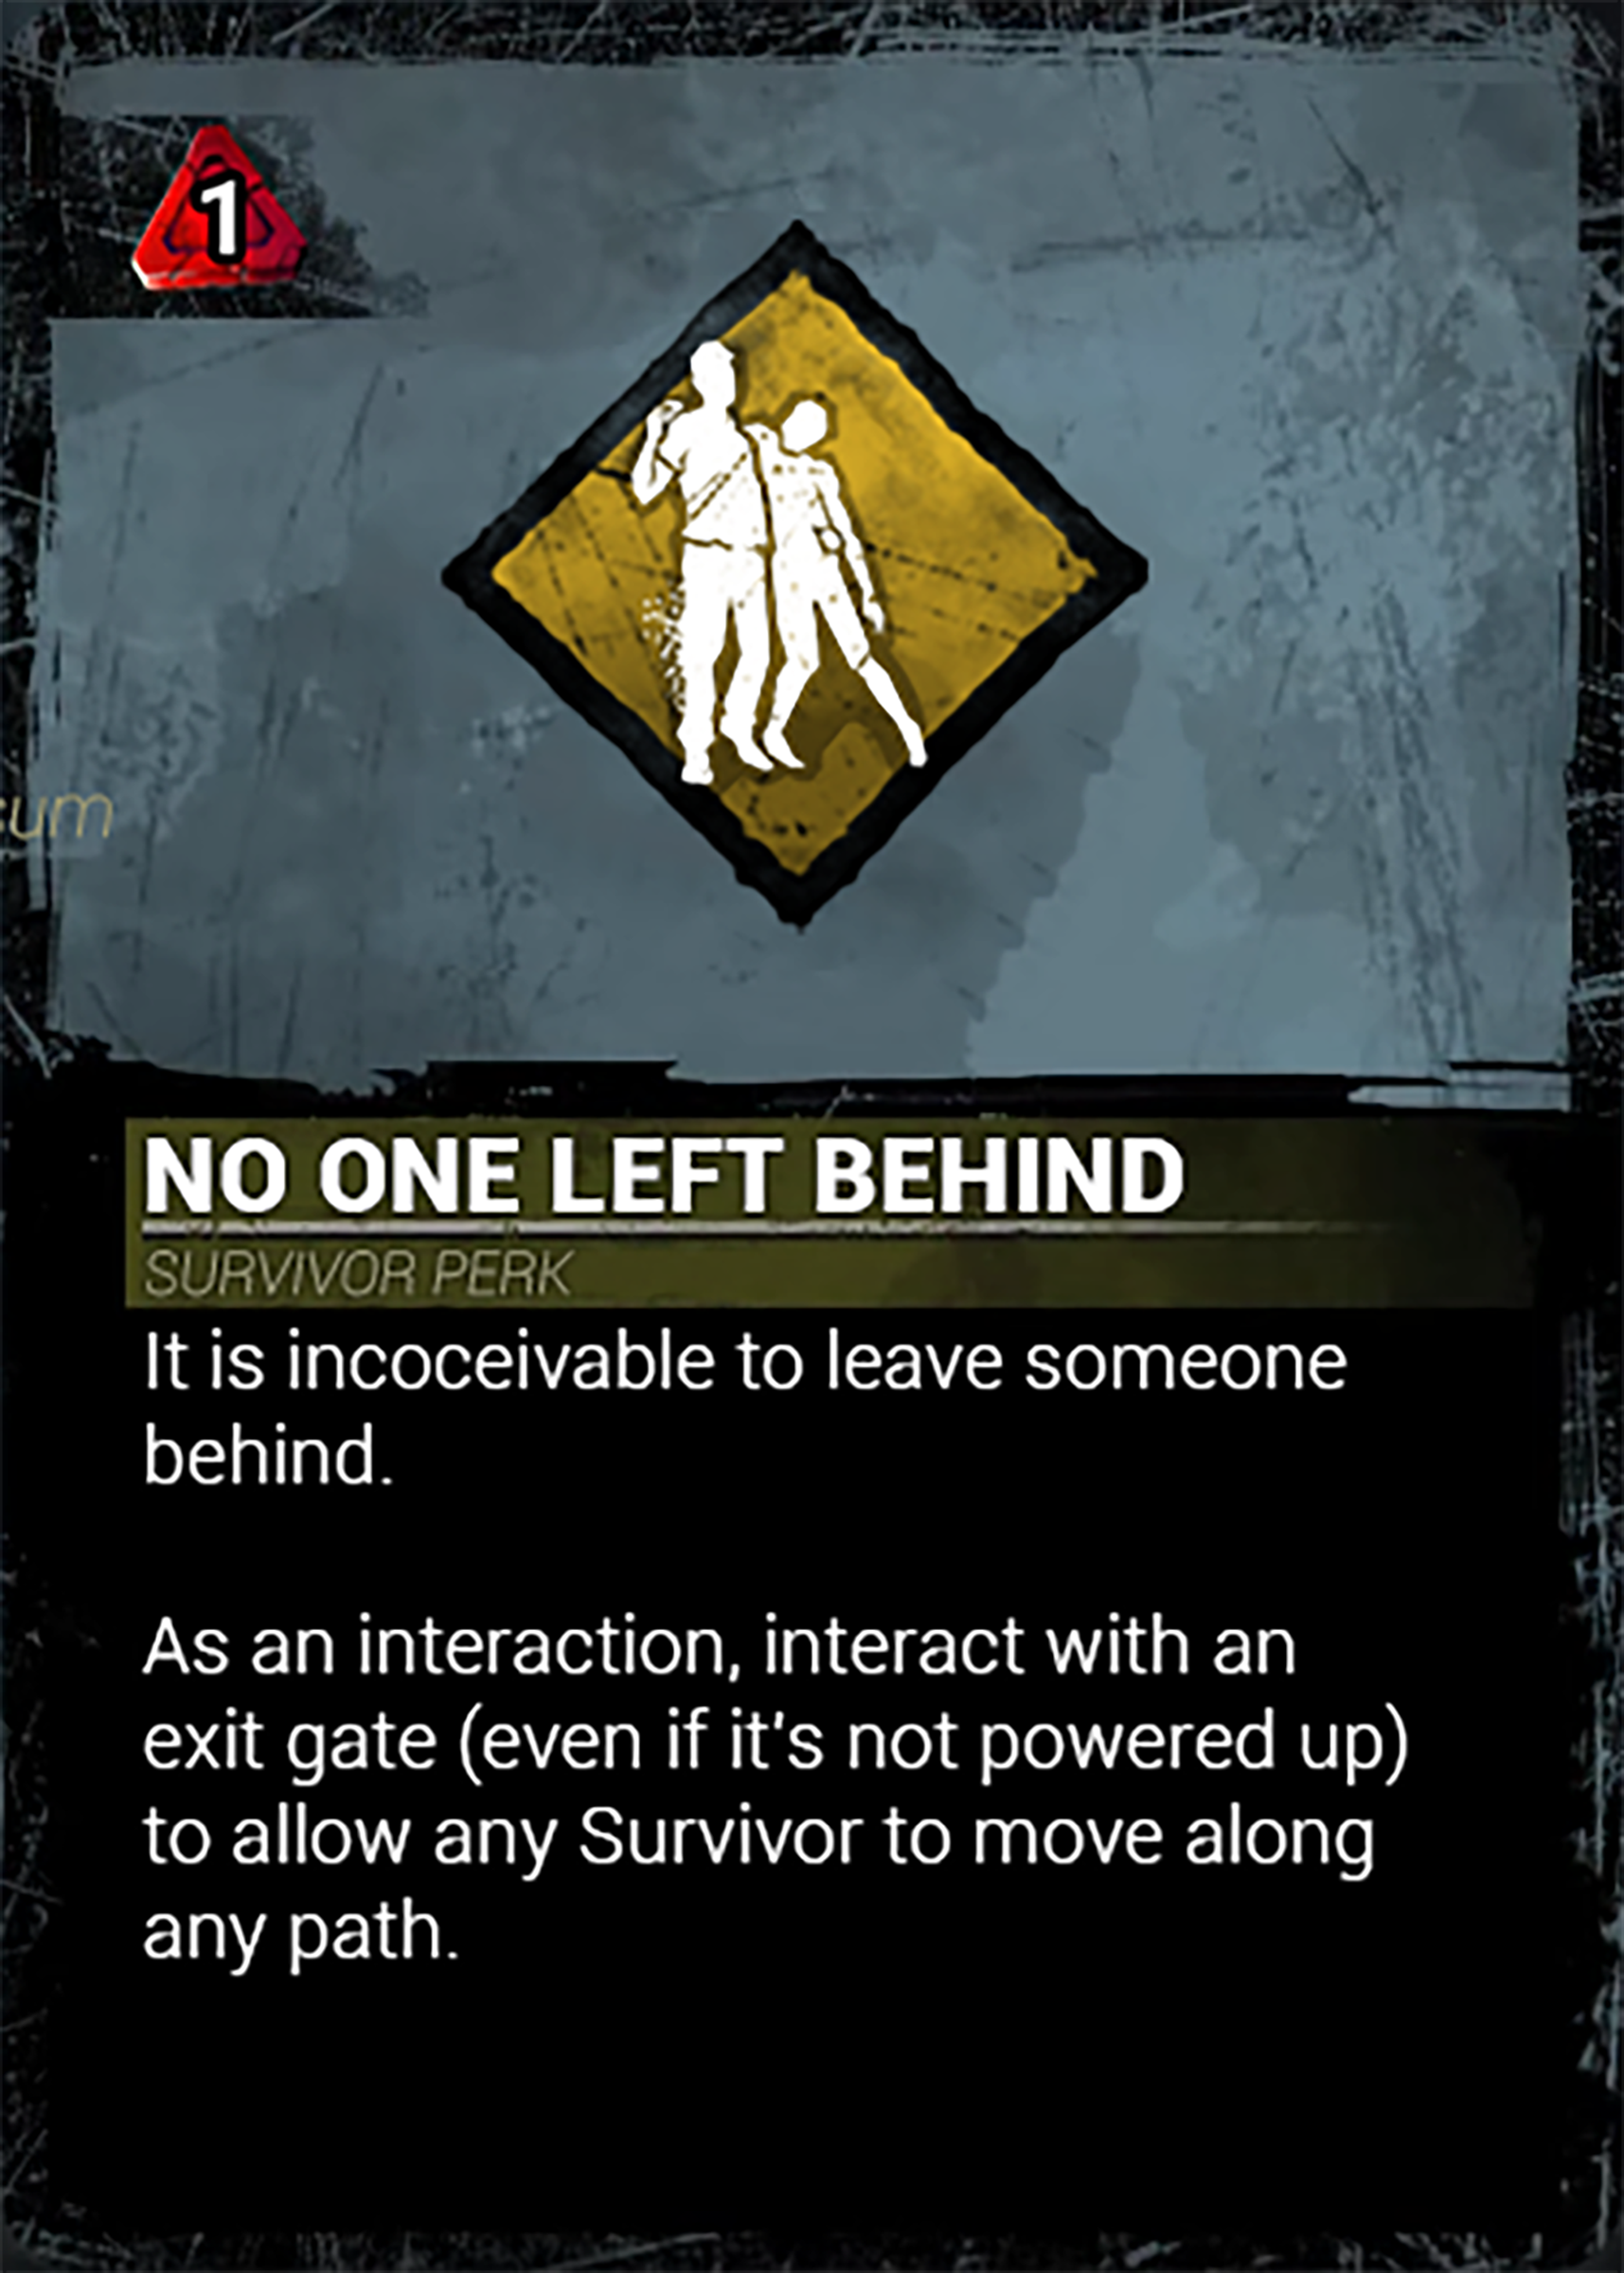 1
cum
NO ONE LEFT BEHIND
SURVIVOR PERK
It is incoceivable to leave someone
behind.
As an interaction, interact with an
exit gate (even if it's not powered up)
to allow any Survivor to move along
any path.